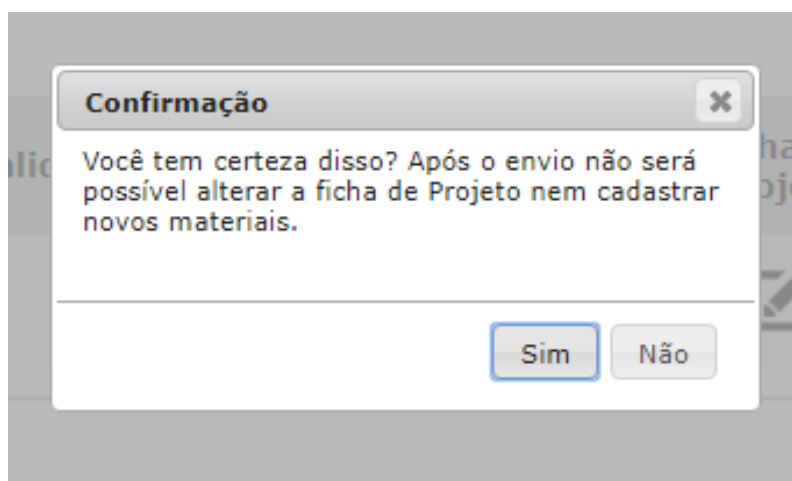 Confirmação
Você tem certeza disso? Após o envio não será
possível alterar a ficha de Projeto nem cadastrar
novos materiais.
Sim Não